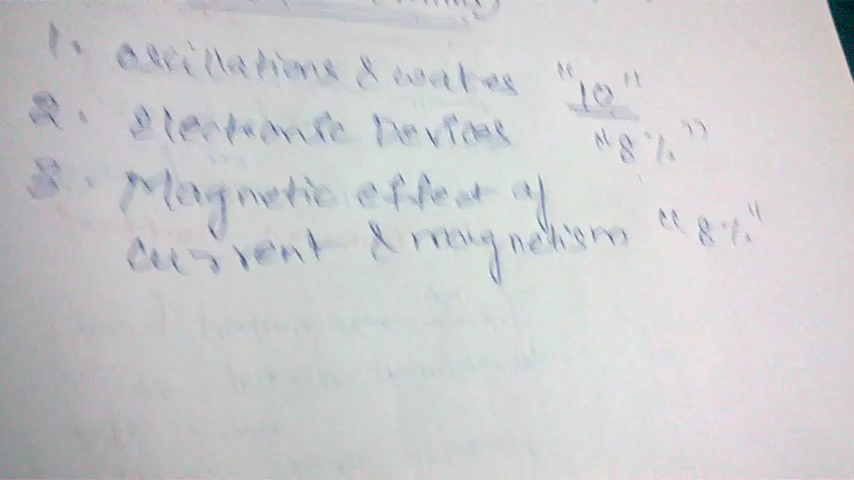 1. oscillations & waves "10"
2. Electronic Devices "8%"
3. Magnetic effect of
current & magnetism "8%"